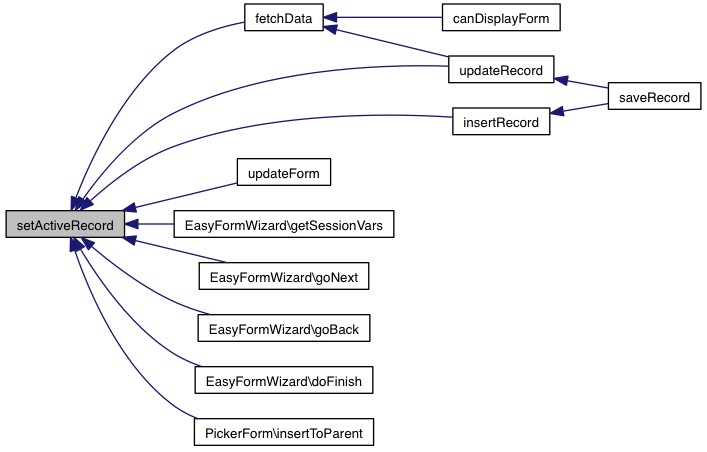 fetchData
canDisplayForm
updateRecord
saveRecord
insertRecord
updateForm
setActiveRecord
EasyFormWizard\getSessionVars
EasyFormWizard\goNext
EasyFormWizard\goBack
EasyFormWizard\doFinish
PickerForm\insertToParent